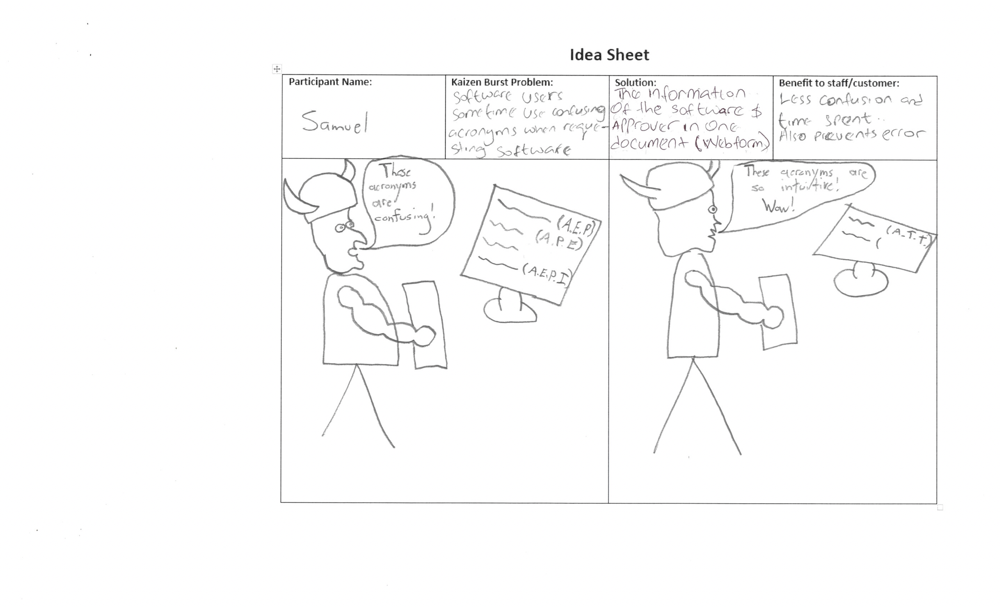 Idea Sheet
Participant Name:
Samuel
Kaizen Burst Problem:
Software users
sometime use confusing
acronyms when reque-
sting software
Solution:
The information
Of the software &
Approver in one
document (Webform)
Benefit to staff/customer:
Less confusion and
time spent..
Also prevents error
These
acronyms
are
confusing!
(A.E.P)
(A.P.E)
(A.E.P.I)
These acronyms are
so intuitive!
Wow!
(A.T.T.)
(